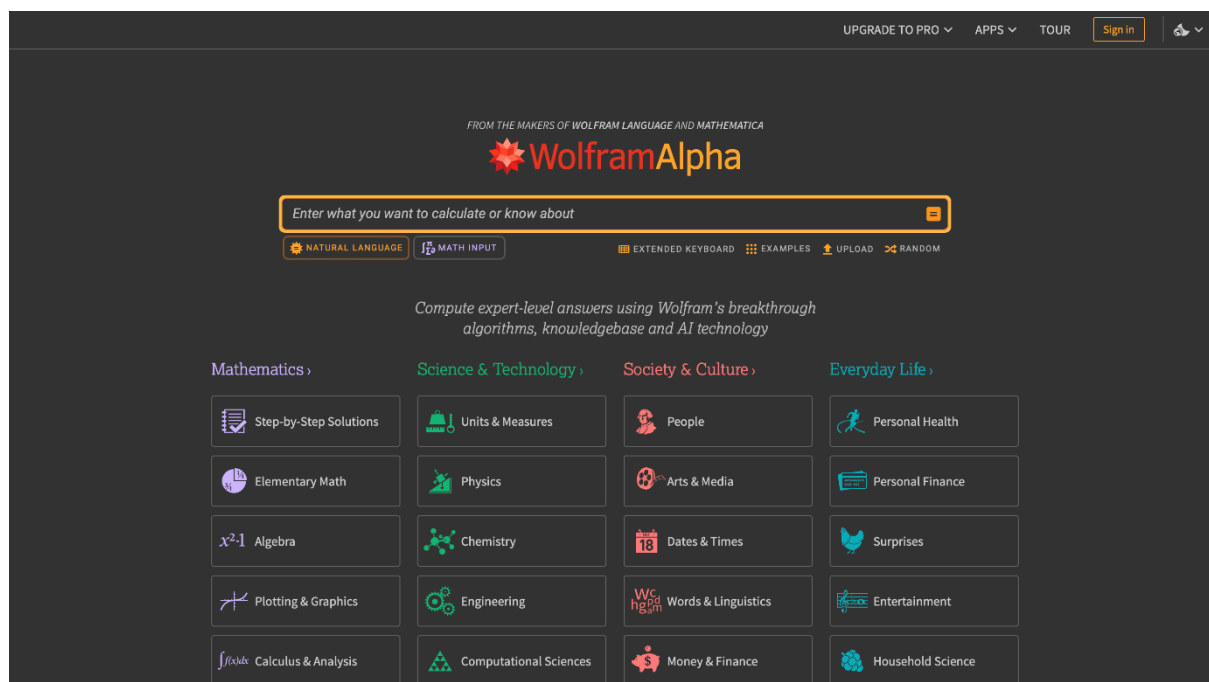 UPGRADE TO PRO
APPS
TOUR
Sign in
FROM THE MAKERS OF WOLFRAM LANGUAGE AND MATHEMATICA
WolframAlpha
Enter what you want to calculate or know about
NATURAL LANGUAGE
MATH INPUT
EXTENDED KEYBOARD
EXAMPLES
UPLOAD
RANDOM
Compute expert-level answers using Wolfram's breakthrough
algorithms, knowledgebase and AI technology
Mathematics ›
Step-by-Step Solutions
Elementary Math
x²-1 Algebra
Plotting & Graphics
∫f(x)dx Calculus & Analysis
Science & Technology ›
Units & Measures
Physics
Chemistry
Engineering
Computational Sciences
Society & Culture ›
People
Arts & Media
18 Dates & Times
Words & Linguistics
$ Money & Finance
Everyday Life ›
Personal Health
Personal Finance
Surprises
Entertainment
Household Science